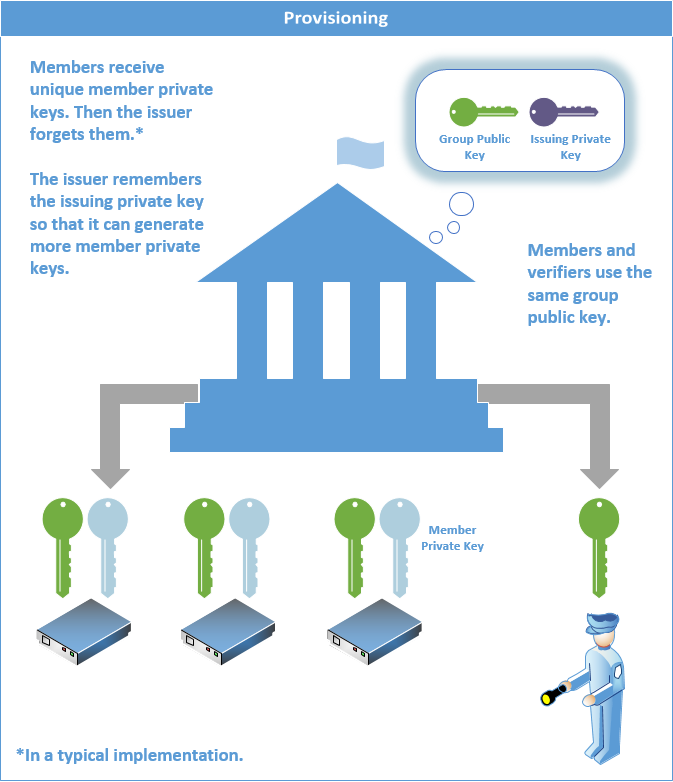 Provisioning
Members receive
unique member private
keys. Then the issuer
forgets them.*
The issuer remembers
the issuing private key
so that it can generate
more member private
keys.
Group Public
Key
Issuing Private
Key
Members and
verifiers use the
same group
public key.
Member
Private Key
*In a typical implementation.